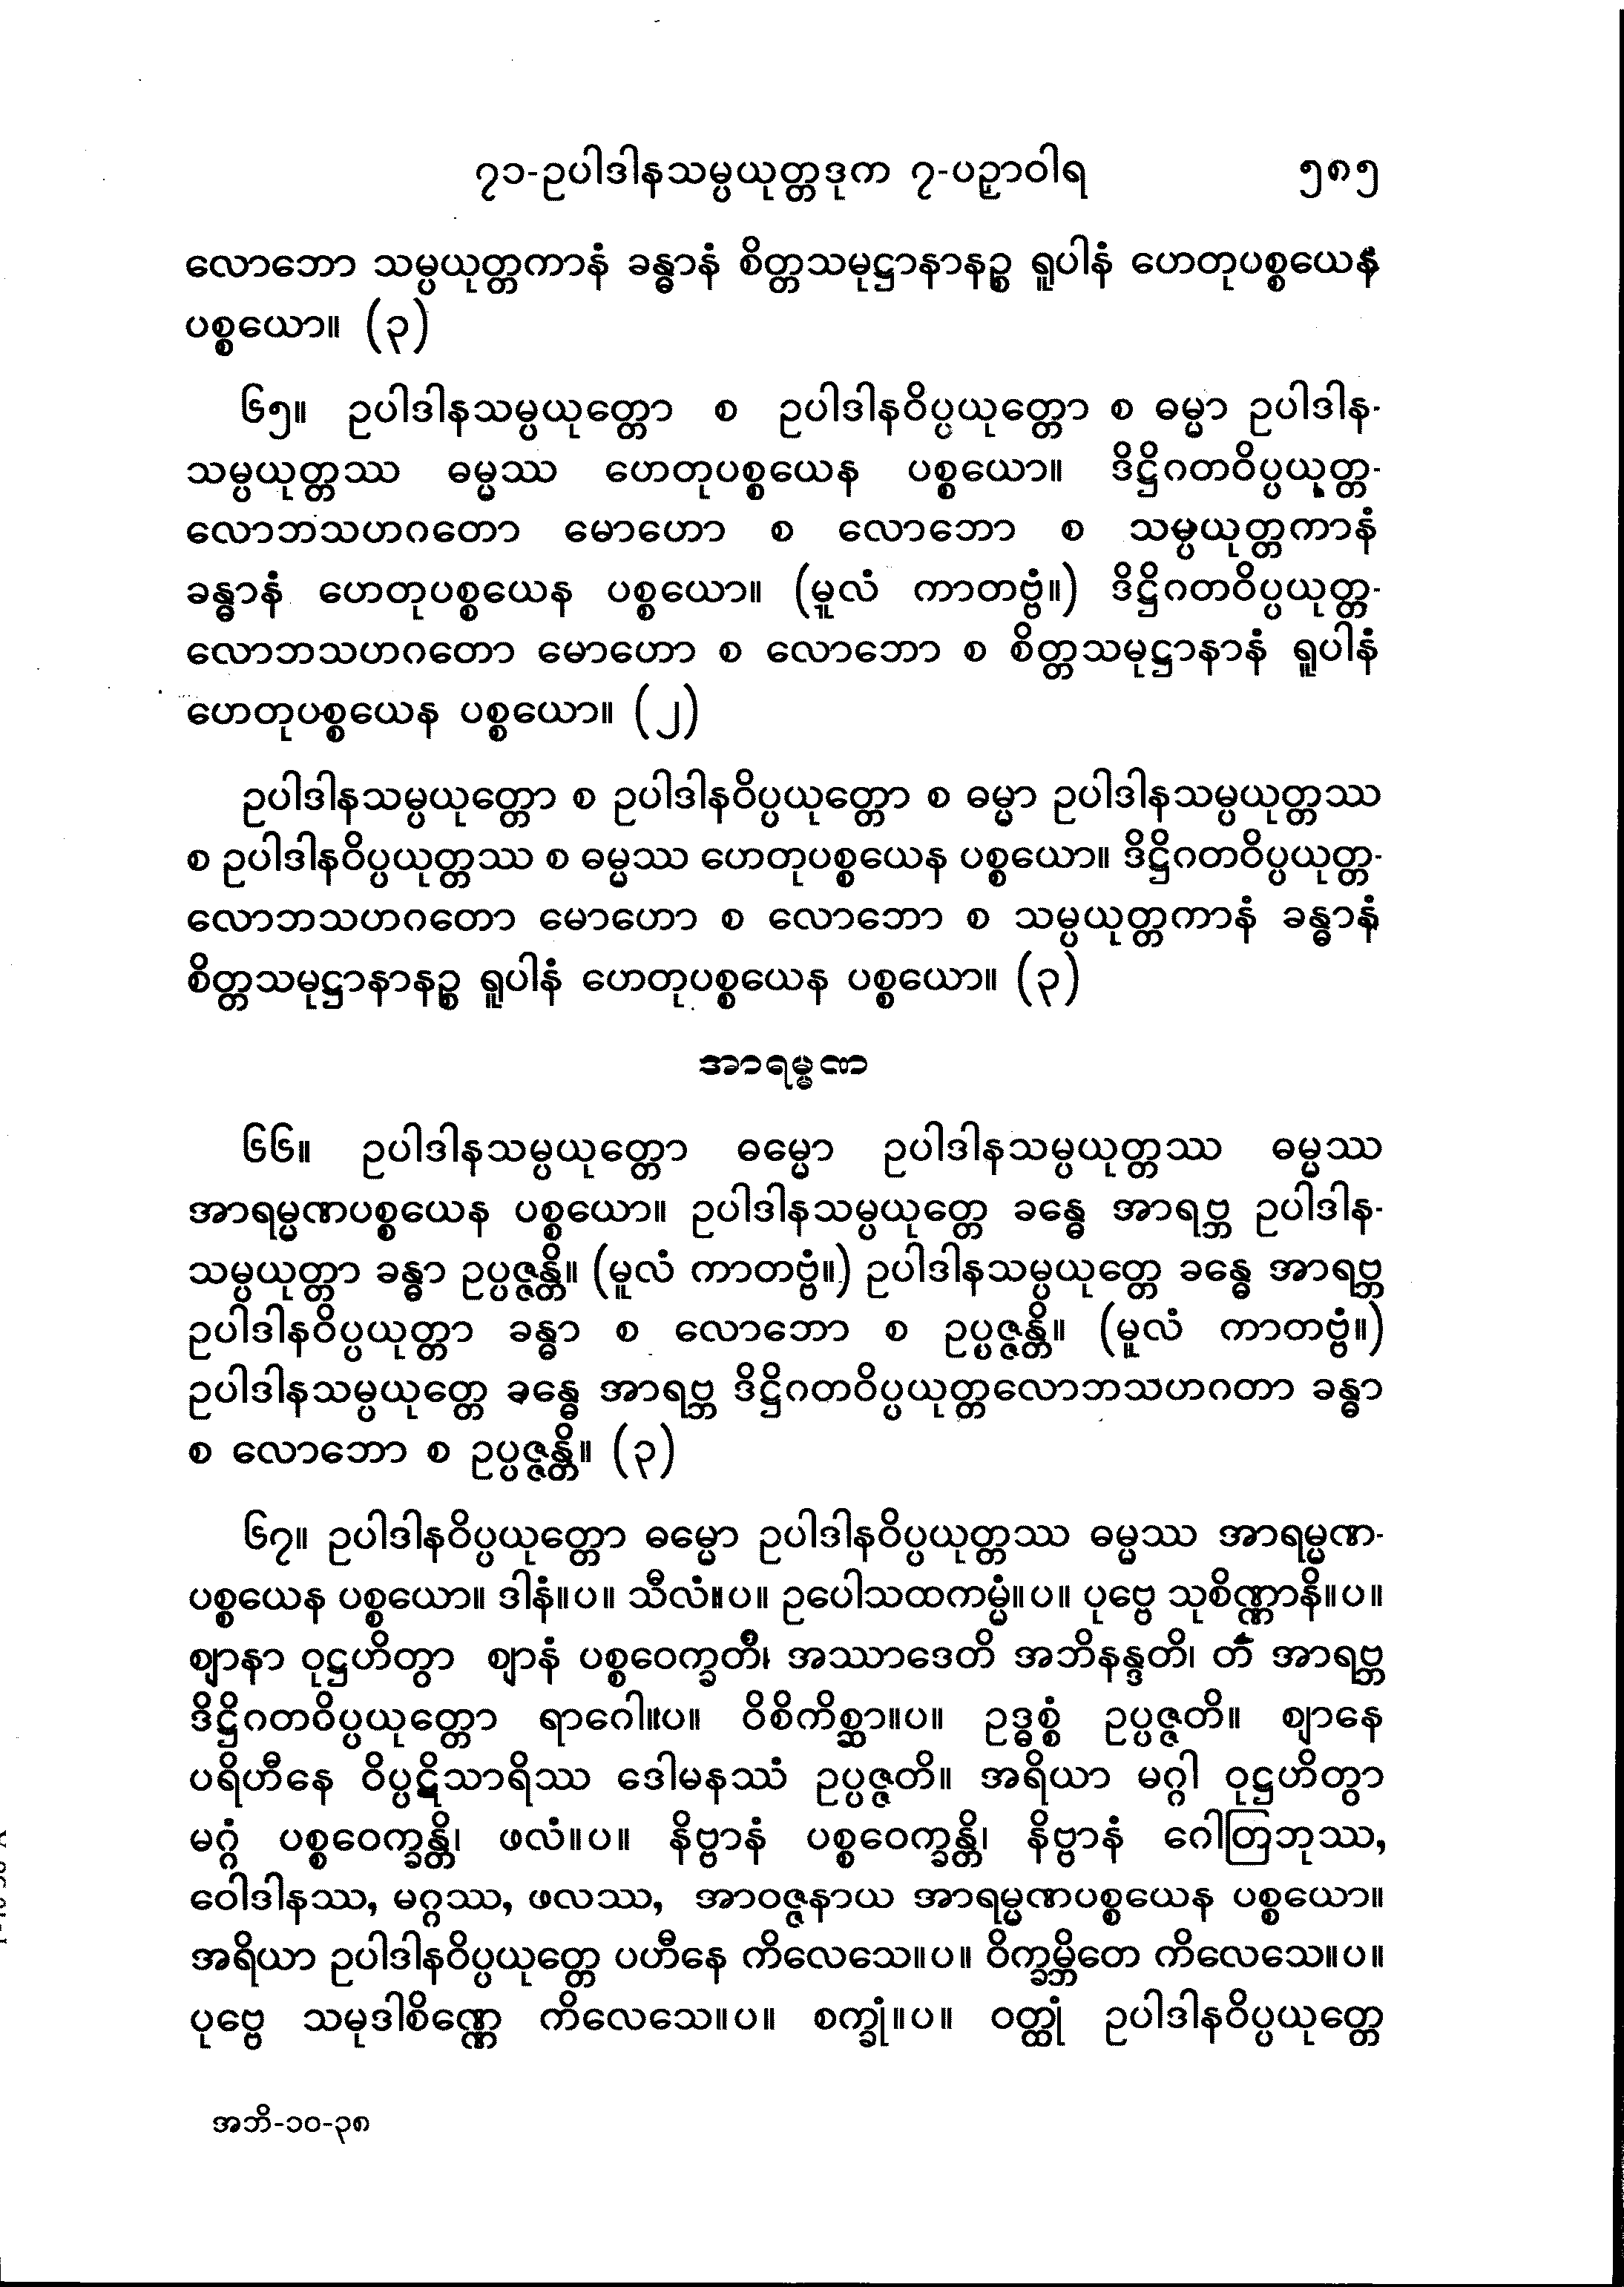 ၇၁-ဥပါဒါနသမ္ပယုတ္တဒုက ၇-ပဉှာဝါရ ၅၈၅
လောဘော သမ္ပယုတ္တကာနံ ခန္ဓာနံ စိတ္တသမုဋ္ဌာနာနဉ္စ ရူပါနံ ဟေတုပစ္စယေန
ပစ္စယော။ (၃)
၆၅။ ဥပါဒါနသမ္ပယုတ္တော စ ဥပါဒါနဝိပ္ပယုတ္တော စ ဓမ္မာ ဥပါဒါန-
သမ္ပယုတ္တဿ ဓမ္မဿ ဟေတုပစ္စယေန ပစ္စယော။ ဒိဋ္ဌိဂတဝိပ္ပယုတ္တ-
လောဘသဟဂတော မောဟော စ လောဘော စ သမ္ပယုတ္တကာနံ
ခန္ဓာနံ ဟေတုပစ္စယေန ပစ္စယော။ (မူလံ ကာတဗ္ဗံ။) ဒိဋ္ဌိဂတဝိပ္ပယုတ္တ-
လောဘသဟဂတော မောဟော စ လောဘော စ စိတ္တသမုဋ္ဌာနာနံ ရူပါနံ
ဟေတုပစ္စယေန ပစ္စယော။ (၂)
ဥပါဒါနသမ္ပယုတ္တော စ ဥပါဒါနဝိပ္ပယုတ္တော စ ဓမ္မာ ဥပါဒါနသမ္ပယုတ္တဿ
စ ဥပါဒါနဝိပ္ပယုတ္တဿ စ ဓမ္မဿ ဟေတုပစ္စယေန ပစ္စယော။ ဒိဋ္ဌိဂတဝိပ္ပယုတ္တ-
လောဘသဟဂတော မောဟော စ လောဘော စ သမ္ပယုတ္တကာနံ ခန္ဓာနံ
စိတ္တသမုဋ္ဌာနာနဉ္စ ရူပါနံ ဟေတုပစ္စယေန ပစ္စယော။ (၃)
အာရမ္မဏ
၆၆။ ဥပါဒါနသမ္ပယုတ္တော ဓမ္မော ဥပါဒါနသမ္ပယုတ္တဿ ဓမ္မဿ
အာရမ္မဏပစ္စယေန ပစ္စယော။ ဥပါဒါနသမ္ပယုတ္တေ ခန္ဓေ အာရဗ္ဘ ဥပါဒါန-
သမ္ပယုတ္တာ ခန္ဓာ ဥပ္ပဇ္ဇန္တိ။ (မူလံ ကာတဗ္ဗံ။) ဥပါဒါနသမ္ပယုတ္တေ ခန္ဓေ အာရဗ္ဘ
ဥပါဒါနဝိပ္ပယုတ္တာ ခန္ဓာ စ လောဘော စ ဥပ္ပဇ္ဇန္တိ။ (မူလံ ကာတဗ္ဗံ။)
ဥပါဒါနသမ္ပယုတ္တေ ခန္ဓေ အာရဗ္ဘ ဒိဋ္ဌိဂတဝိပ္ပယုတ္တလောဘသဟဂတာ ခန္ဓာ
စ လောဘော စ ဥပ္ပဇ္ဇန္တိ။ (၃)
၆၇။ ဥပါဒါနဝိပ္ပယုတ္တော ဓမ္မော ဥပါဒါနဝိပ္ပယုတ္တဿ ဓမ္မဿ အာရမ္မဏ-
ပစ္စယေန ပစ္စယော။ ဒါနံ။ပ။ သီလံ။ပ။ ဥပေါသထကမ္မံ။ပ။ ပုဗ္ဗေ သုစိဏ္ဏာနိ။ပ။
ဈာနာ ဝုဋ္ဌဟိတွာ ဈာနံ ပစ္စဝေက္ခတိ၊ အဿာဒေတိ အဘိနန္ဒတိ၊ တံ အာရဗ္ဘ
ဒိဋ္ဌိဂတဝိပ္ပယုတ္တော ရာဂေါ။ပ။ ဝိစိကိစ္ဆာ။ပ။ ဥဒ္ဓစ္စံ ဥပ္ပဇ္ဇတိ။ ဈာနေ
ပရိဟီနေ ဝိပ္ပဋိသာရိဿ ဒေါမနဿံ ဥပ္ပဇ္ဇတိ။ အရိယာ မဂ္ဂါ ဝုဋ္ဌဟိတွာ
မဂ္ဂံ ပစ္စဝေက္ခန္တိ၊ ဖလံ။ပ။ နိဗ္ဗာနံ ပစ္စဝေက္ခန္တိ၊ နိဗ္ဗာနံ ဂေါတြဘုဿ,
ဝေါဒါနဿ, မဂ္ဂဿ, ဖလဿ, အာဝဇ္ဇနာယ အာရမ္မဏပစ္စယေန ပစ္စယော။
အရိယာ ဥပါဒါနဝိပ္ပယုတ္တေ ပဟီနေ ကိလေသေ။ပ။ ဝိက္ခမ္ဘိတေ ကိလေသေ။ပ။
ပုဗ္ဗေ သမုဒါစိဏ္ဏေ ကိလေသေ။ပ။ စက္ခုံ။ပ။ ဝတ္ထုံ ဥပါဒါနဝိပ္ပယုတ္တေ
အဘိ-၁၀-၃၈